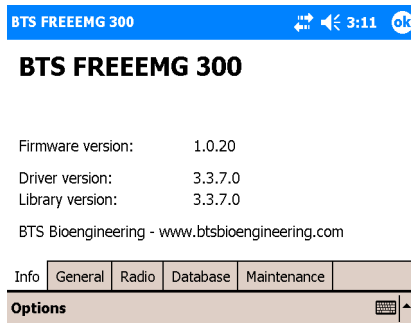 BTS FREEEMG 300 3:11 ok
BTS FREEEMG 300
Firmware version: 1.0.20
Driver version: 3.3.7.0
Library version: 3.3.7.0
BTS Bioengineering - www.btsbioengineering.com
Info General Radio Database Maintenance
Options